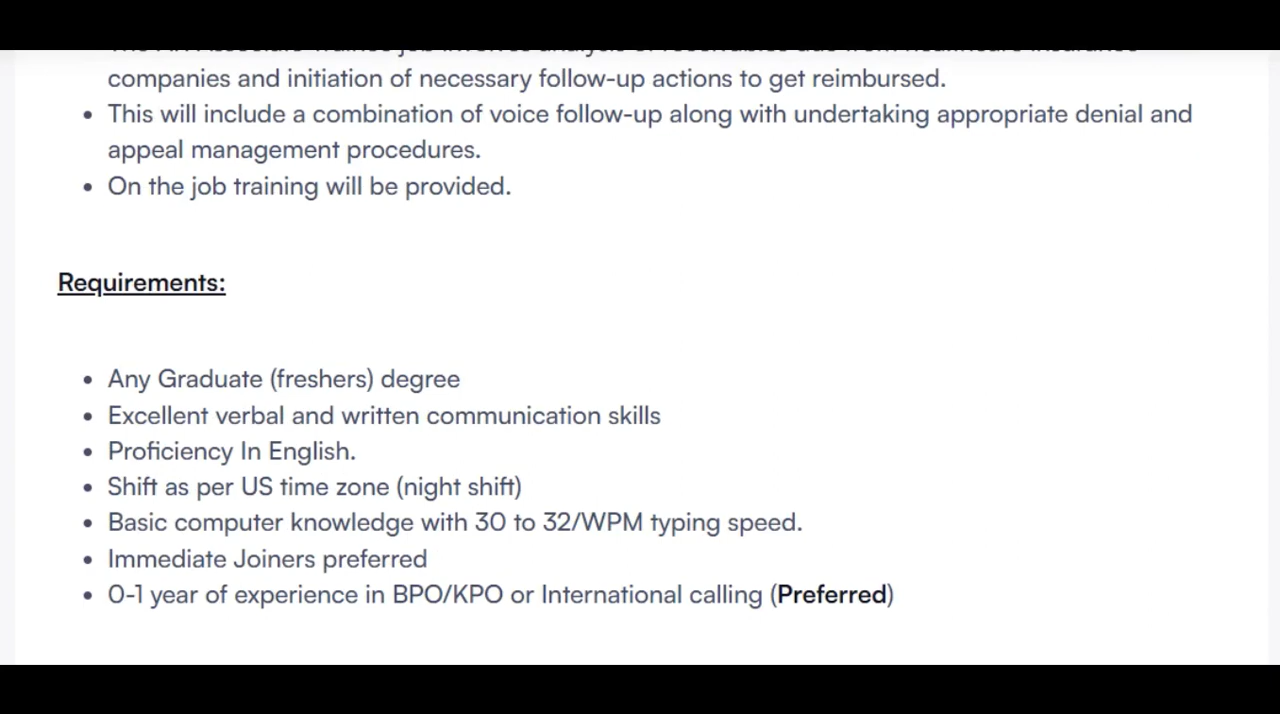 companies and initiation of necessary follow-up actions to get reimbursed.
• This will include a combination of voice follow-up along with undertaking appropriate denial and
appeal management procedures.
• On the job training will be provided.
Requirements:
• Any Graduate (freshers) degree
• Excellent verbal and written communication skills
• Proficiency In English.
• Shift as per US time zone (night shift)
• Basic computer knowledge with 30 to 32/WPM typing speed.
• Immediate Joiners preferred
• 0-1 year of experience in BPO/KPO or International calling (Preferred)